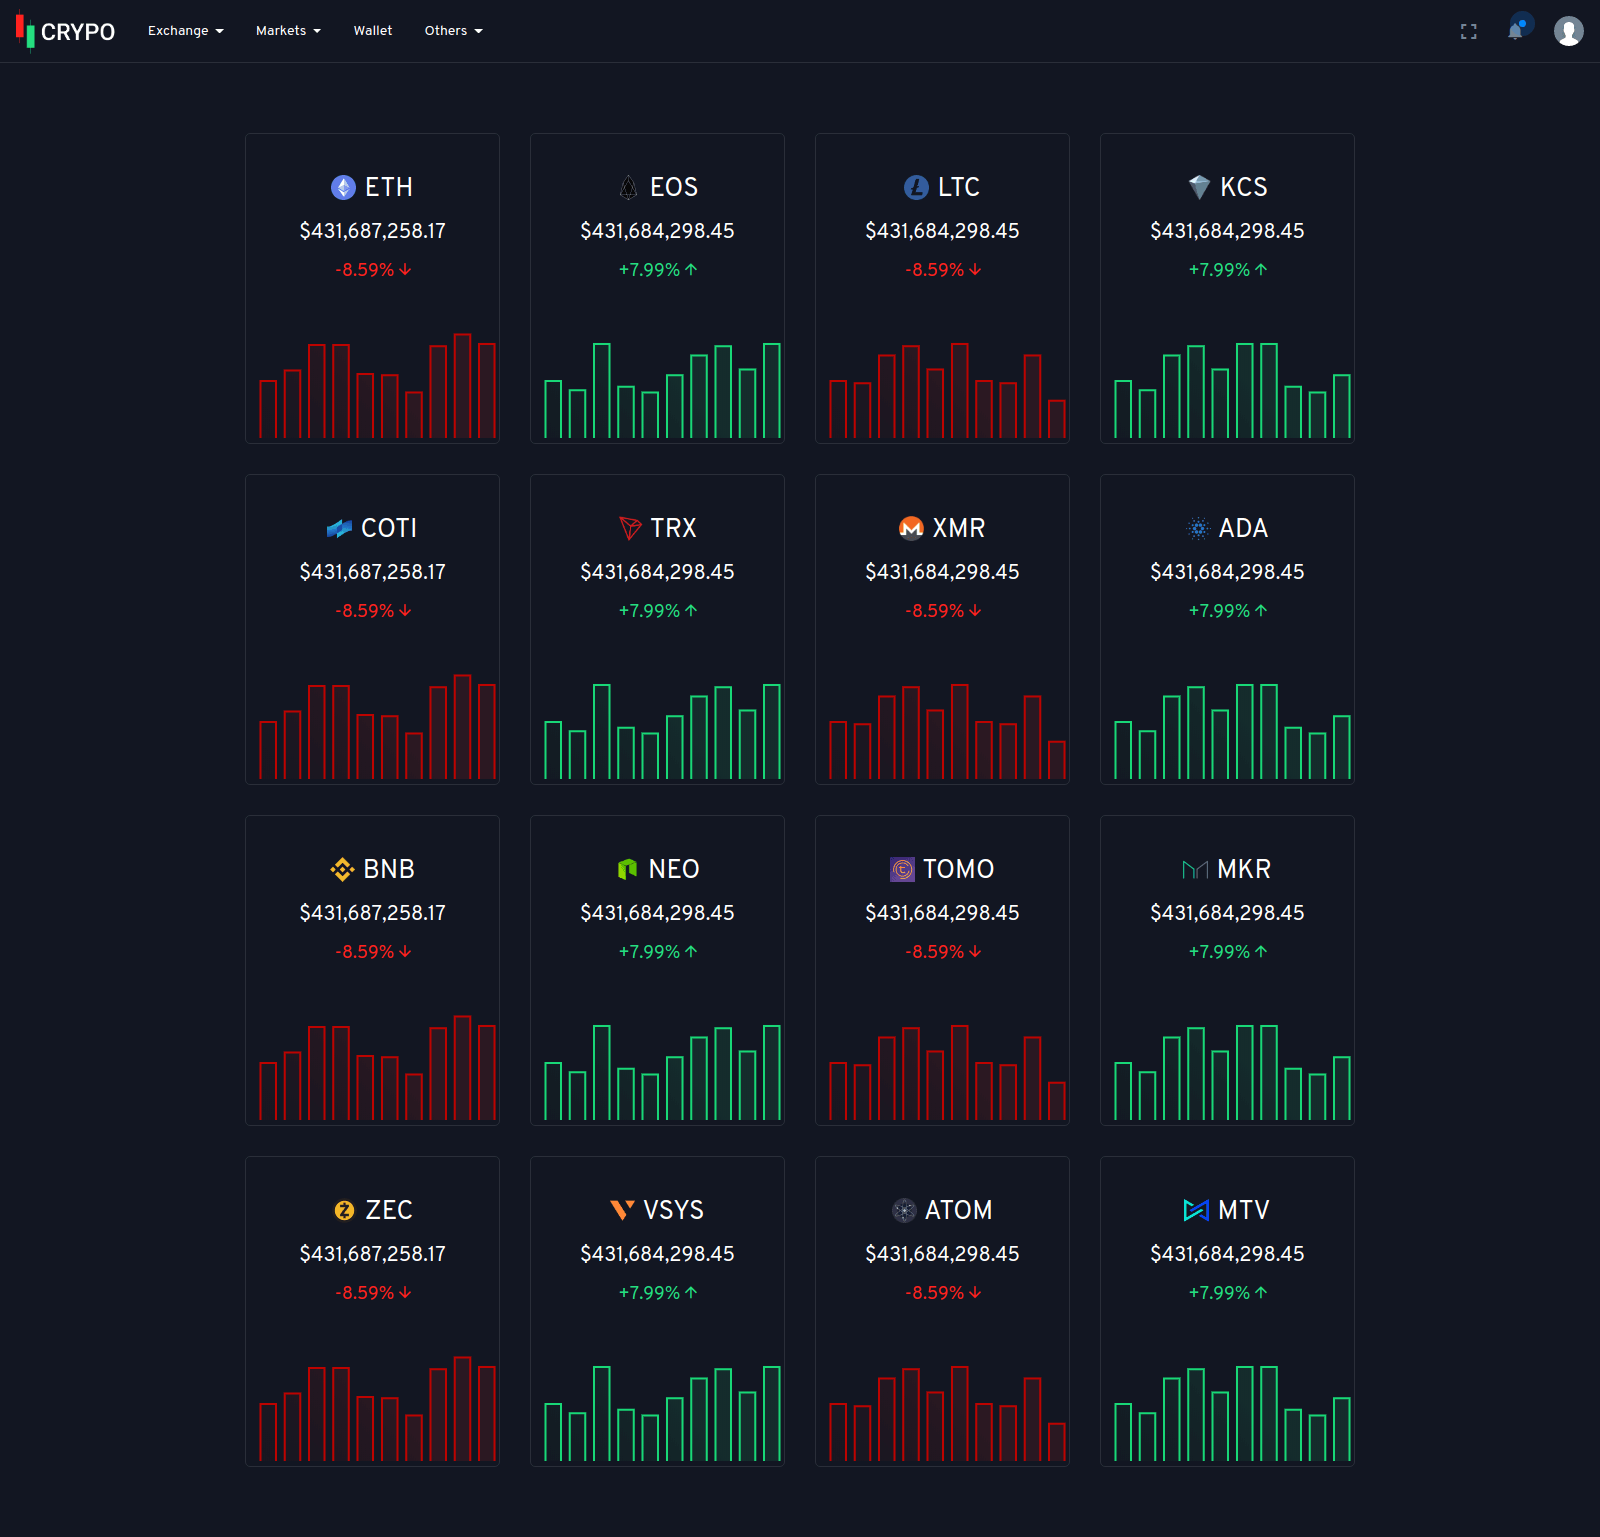 CRYPO Exchange Markets Wallet Others
ETH EOS LTC KCS
$431,687,258.17 $431,684,298.45 $431,684,298.45 $431,684,298.45
-8.59% +7.99% -8.59% +7.99%
COTI TRX XMR ADA
$431,687,258.17 $431,684,298.45 $431,684,298.45 $431,684,298.45
-8.59% +7.99% -8.59% +7.99%
BNB NEO TOMO MKR
$431,687,258.17 $431,684,298.45 $431,684,298.45 $431,684,298.45
-8.59% +7.99% -8.59% +7.99%
ZEC VSYS ATOM MTV
$431,687,258.17 $431,684,298.45 $431,684,298.45 $431,684,298.45
-8.59% +7.99% -8.59% +7.99%